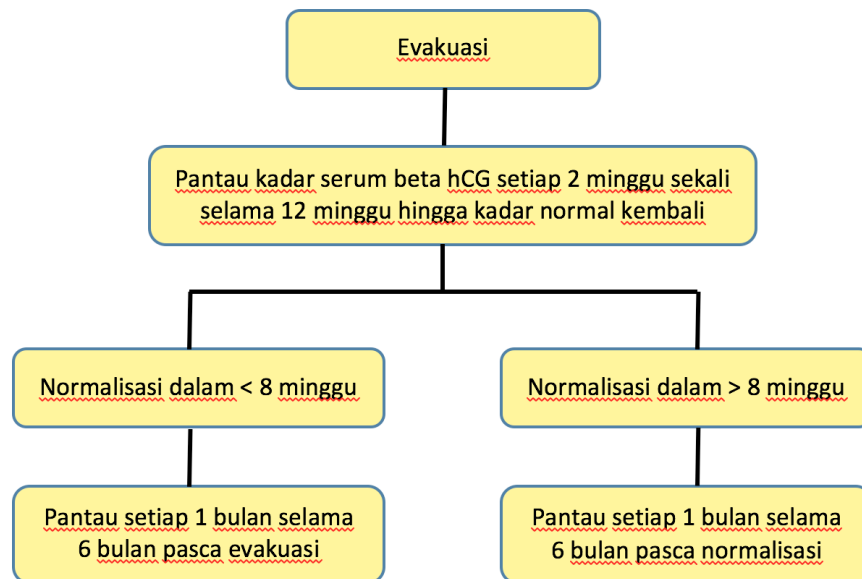 Evakuasi
Pantau kadar serum beta hCG setiap 2 minggu sekali
selama 12 minggu hingga kadar normal kembali
Normalisasi dalam < 8 minggu
Normalisasi dalam > 8 minggu
Pantau setiap 1 bulan selama
6 bulan pasca evakuasi
Pantau setiap 1 bulan selama
6 bulan pasca normalisasi